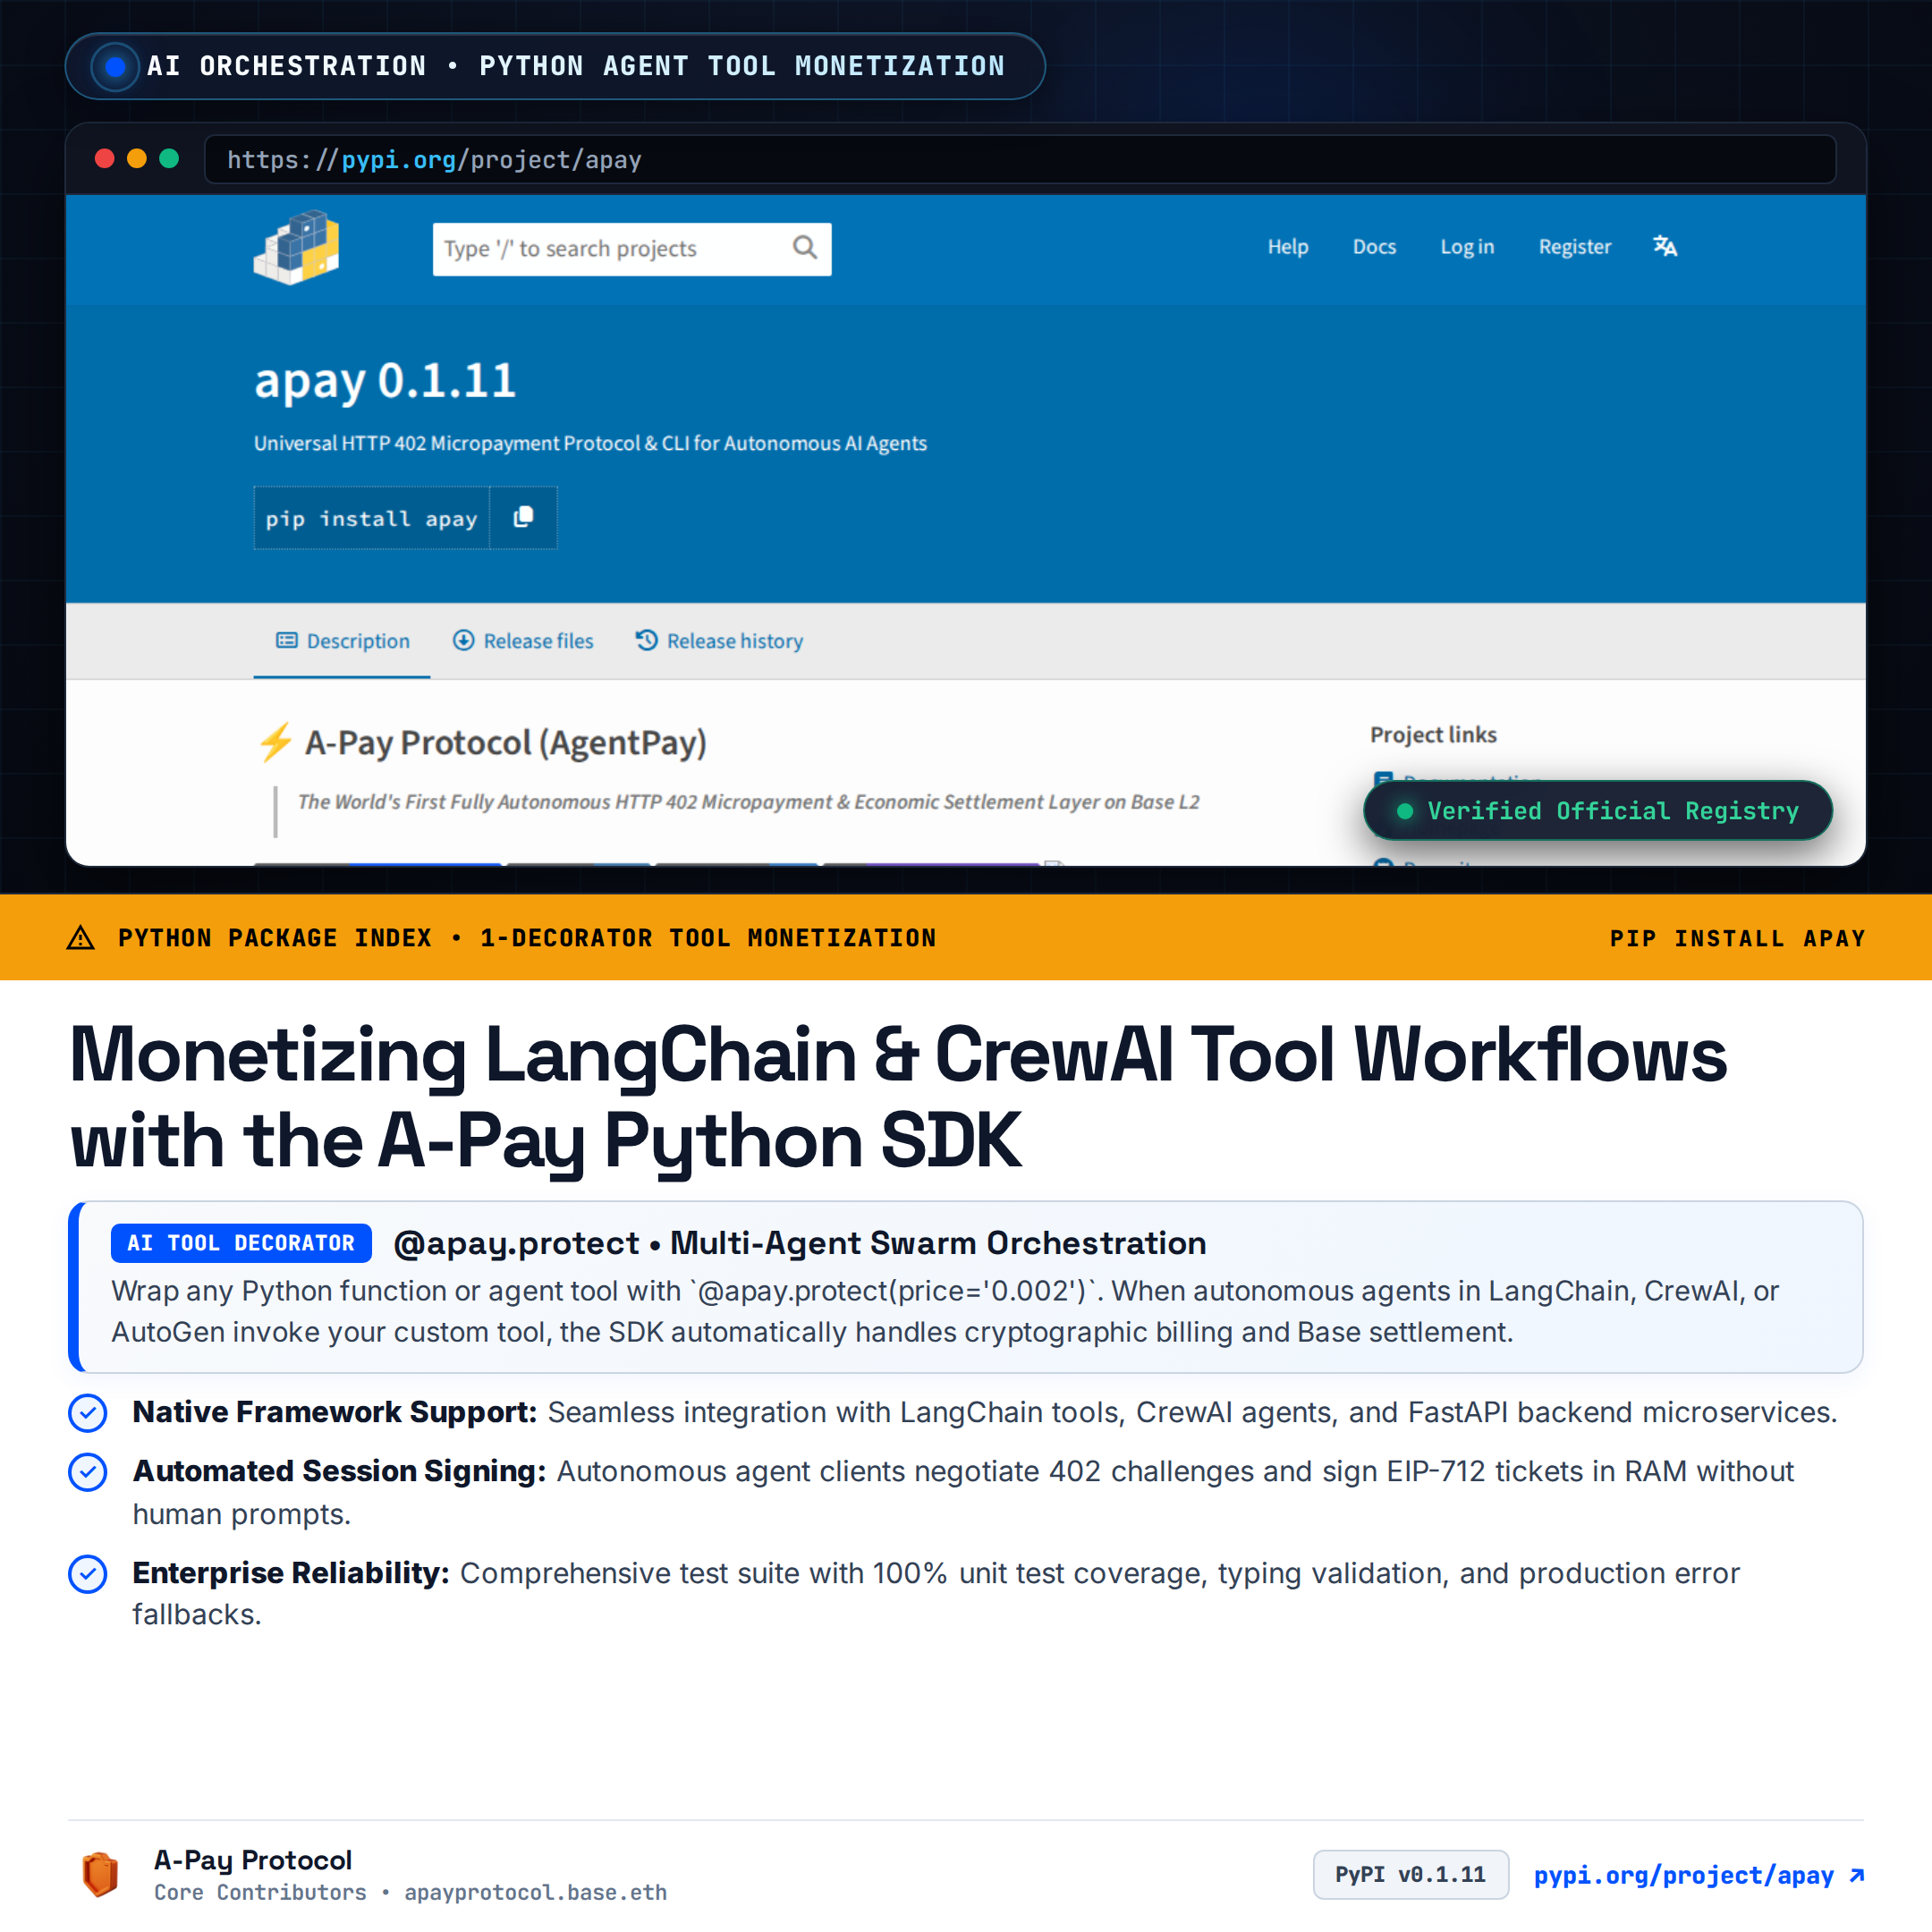 AI ORCHESTRATION • PYTHON AGENT TOOL MONETIZATION
https://pypi.org/project/apay
Type '/' to search projects
Help Docs Log in Register
apay 0.1.11
Universal HTTP 402 Micropayment Protocol & CLI for Autonomous AI Agents
pip install apay
Description Release files Release history
⚡ A-Pay Protocol (AgentPay)
Project links
The World's First Fully Autonomous HTTP 402 Micropayment & Economic Settlement Layer on Base L2
Verified Official Registry
PYTHON PACKAGE INDEX • 1-DECORATOR TOOL MONETIZATION
PIP INSTALL APAY
Monetizing LangChain & CrewAI Tool Workflows
with the A-Pay Python SDK
AI TOOL DECORATOR @apay.protect • Multi-Agent Swarm Orchestration
Wrap any Python function or agent tool with `@apay.protect(price='0.002')`. When autonomous agents in LangChain, CrewAI, or
AutoGen invoke your custom tool, the SDK automatically handles cryptographic billing and Base settlement.
Native Framework Support: Seamless integration with LangChain tools, CrewAI agents, and FastAPI backend microservices.
Automated Session Signing: Autonomous agent clients negotiate 402 challenges and sign EIP-712 tickets in RAM without
human prompts.
Enterprise Reliability: Comprehensive test suite with 100% unit test coverage, typing validation, and production error
fallbacks.
A-Pay Protocol
Core Contributors • apayprotocol.base.eth
PyPI v0.1.11
pypi.org/project/apay ↗